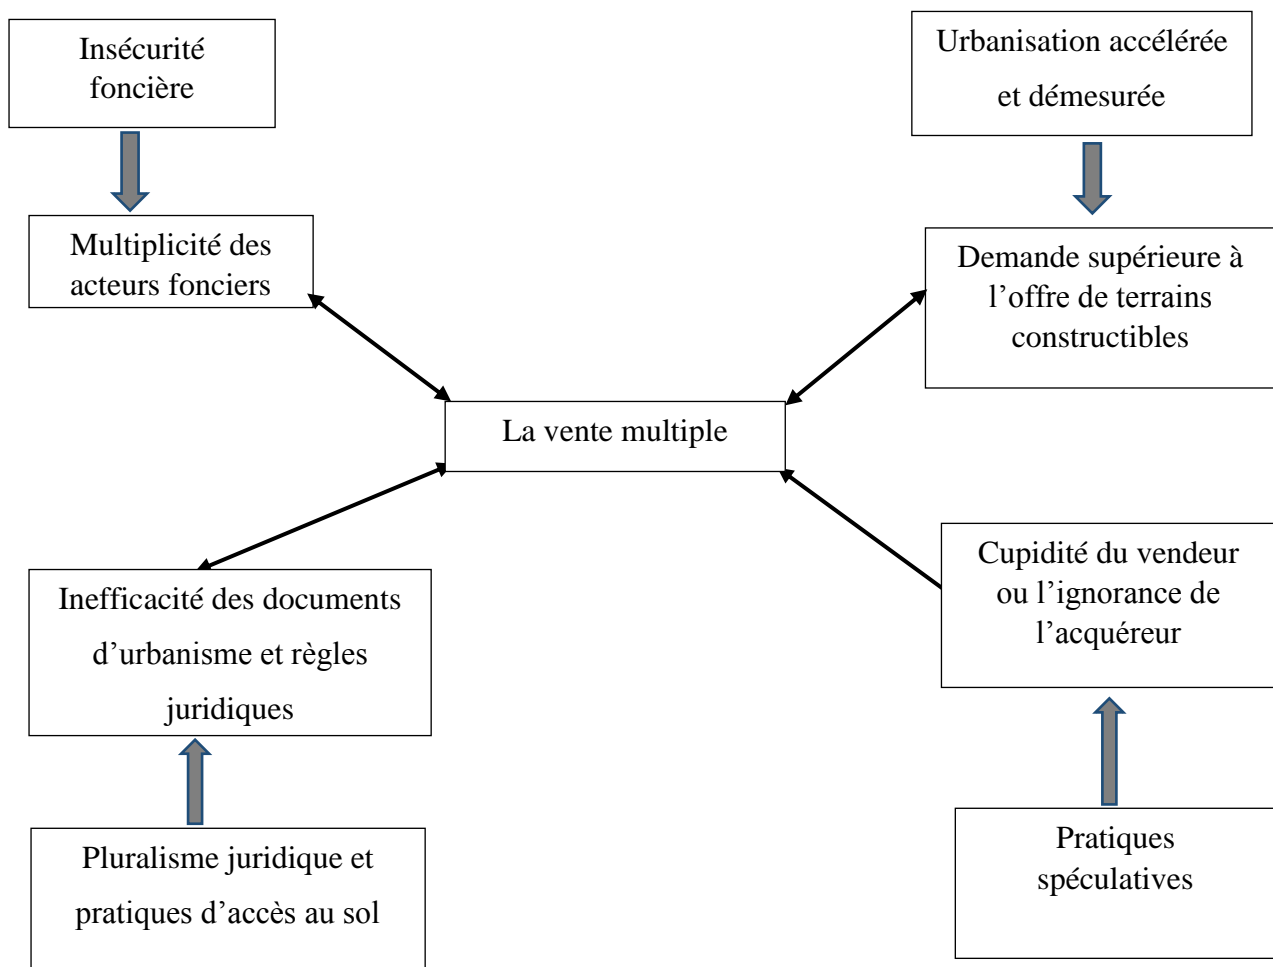 Insécurité
foncière
Urbanisation accélérée
et démesurée
Multiplicité des
acteurs fonciers
Demande supérieure à
l’offre de terrains
constructibles
La vente multiple
Inefficacité des documents
d’urbanisme et règles
juridiques
Cupidité du vendeur
ou l’ignorance de
l’acquéreur
Pluralisme juridique et
pratiques d’accès au sol
Pratiques
spéculatives